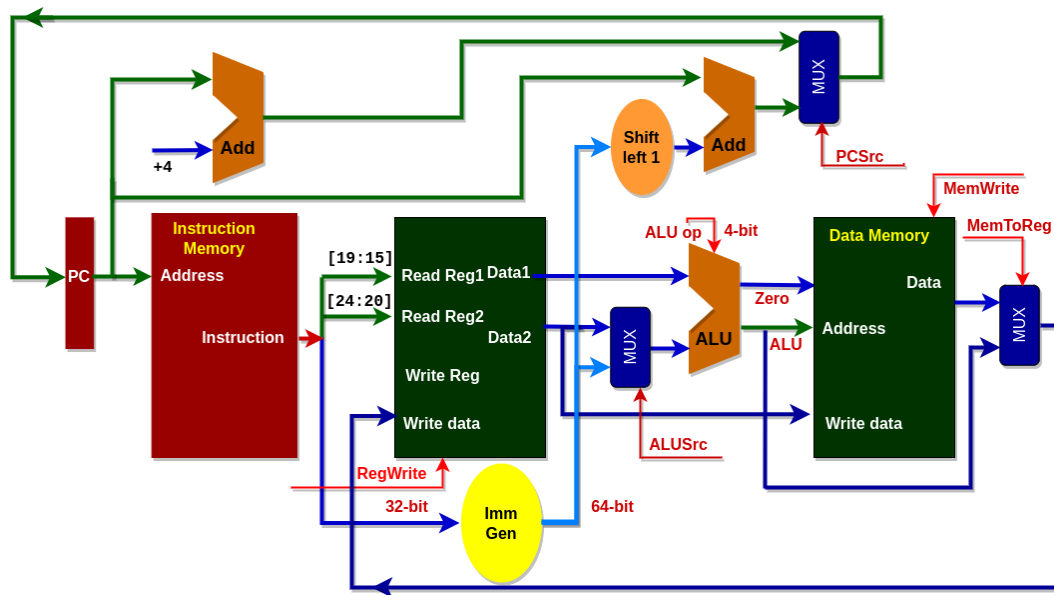 MUX
Add
+4
Shift
left 1
Add
PCSrc
MemWrite
Instruction
Memory
ALU op
4-bit
MemToReg
Data Memory
[19:15]
PC
Address
Read Reg1
Data1
Data
[24:20]
Zero
Read Reg2
Address
MUX
Instruction
Data2
MUX
ALU
ALU
Write Reg
Write data
Write data
ALUSrc
RegWrite
32-bit
64-bit
Imm
Gen